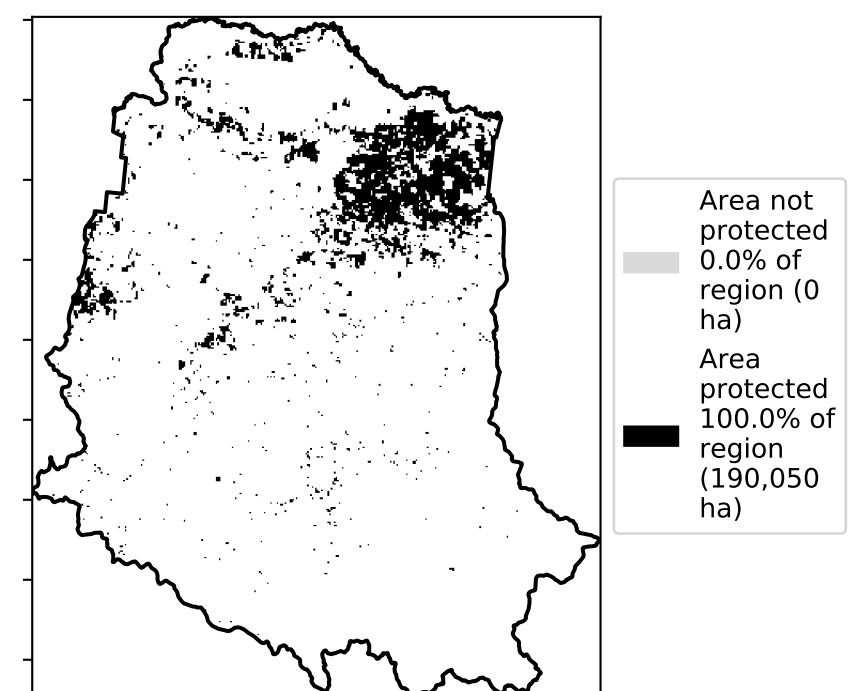 Area not
protected
0.0% of
region (0
ha)
Area
protected
100.0% of
region
(190,050
ha)